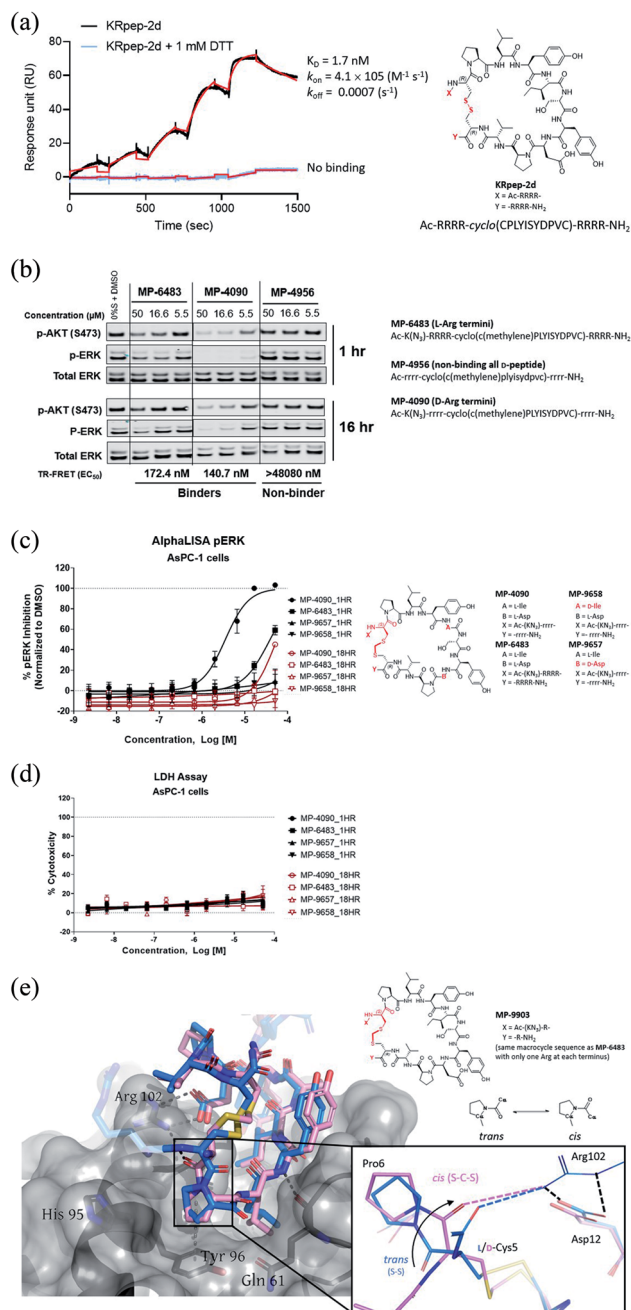 (a)
KRpep-2d
KRpep-2d + 1 mM DTT
Response unit (RU)
80
60
40
20
0
0
500
1000
1500
Time (sec)
K_D = 1.7 nM
k_on = 4.1 × 105 (M⁻¹ s⁻¹)
k_off = 0.0007 (s⁻¹)
No binding
KRpep-2d
X = Ac-RRRR-
Y = -RRRR-NH₂
Ac-RRRR-cyclo(CPLYISYDPVC)-RRRR-NH₂
(b)
0%S + DMSO
MP-6483
MP-4090
MP-4956
Concentration (µM)
50 16.6 5.5
50 16.6 5.5
50 16.6 5.5
p-AKT (S473)
p-ERK
Total ERK
1 hr
p-AKT (S473)
P-ERK
Total ERK
16 hr
TR-FRET (EC₅₀)
172.4 nM
140.7 nM
>48080 nM
Binders
Non-binder
MP-6483 (L-Arg termini)
Ac-K(N₃)-RRRR-cyclo(c(methylene)PLYISYDPVC)-RRRR-NH₂
MP-4956 (non-binding all D-peptide)
Ac-rrrr-cyclo(c(methylene)plyisydpvc)-rrrr-NH₂
MP-4090 (D-Arg termini)
Ac-K(N₃)-rrrr-cyclo(c(methylene)PLYISYDPVC)-rrrr-NH₂
(c)
AlphaLISA pERK
AsPC-1 cells
% pERK Inhibition
(Normalized to DMSO)
120
100
80
60
40
20
0
-20
-9
-8
-7
-6
-5
-4
Concentration, Log [M]
MP-4090_1HR
MP-6483_1HR
MP-9657_1HR
MP-9658_1HR
MP-4090_18HR
MP-6483_18HR
MP-9657_18HR
MP-9658_18HR
MP-4090
A = L-Ile
B = L-Asp
X = Ac-(KN₃)-rrrr-
Y = -rrrr-NH₂
MP-9658
A = D-Ile
B = L-Asp
X = Ac-(KN₃)-rrrr-
Y = - rrrr-NH₂
MP-6483
A = L-Ile
B = L-Asp
X = Ac-(KN₃)-RRRR-
Y = -RRRR-NH₂
MP-9657
A = L-Ile
B = D-Asp
X = Ac-(KN₃)-rrrr-
Y = -rrrr-NH₂
(d)
LDH Assay
AsPC-1 cells
% Cytotoxicity
120
100
80
60
40
20
0
-20
-9
-8
-7
-6
-5
-4
Concentration, Log [M]
MP-4090_1HR
MP-6483_1HR
MP-9657_1HR
MP-9658_1HR
MP-4090_18HR
MP-6483_18HR
MP-9657_18HR
MP-9658_18HR
(e)
MP-9903
X = Ac-(KN₃)-R-
Y = -R-NH₂
(same macrocycle sequence as MP-6483
with only one Arg at each terminus)
trans
cis
Arg 102
His 95
Tyr 96
Gln 61
Pro6
cis (S-C-S)
Arg102
trans
(S-S)
L/D-Cys5
Asp12